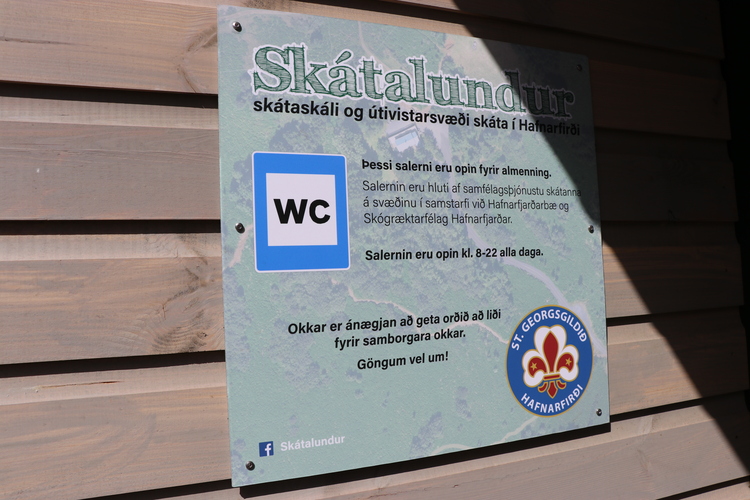 Skátalundur
skátaskáli og útivistarsvæði skáta í Hafnarfirði
WC
Þessi salerni eru opin fyrir almenning.
Salernin eru hluti af samfélagsþjónustu skátanna
á svæðinu í samstarfi við Hafnarfjarðarbæ og
Skógræktarfélag Hafnarfjarðar.
Salernin eru opin kl. 8-22 alla daga.
Okkar er ánægjan að geta orðið að liði
fyrir samborgara okkar.
Göngum vel um!
ST. GEORGSGILDIÐ
HAFNARFIRÐI
f Skátalundur